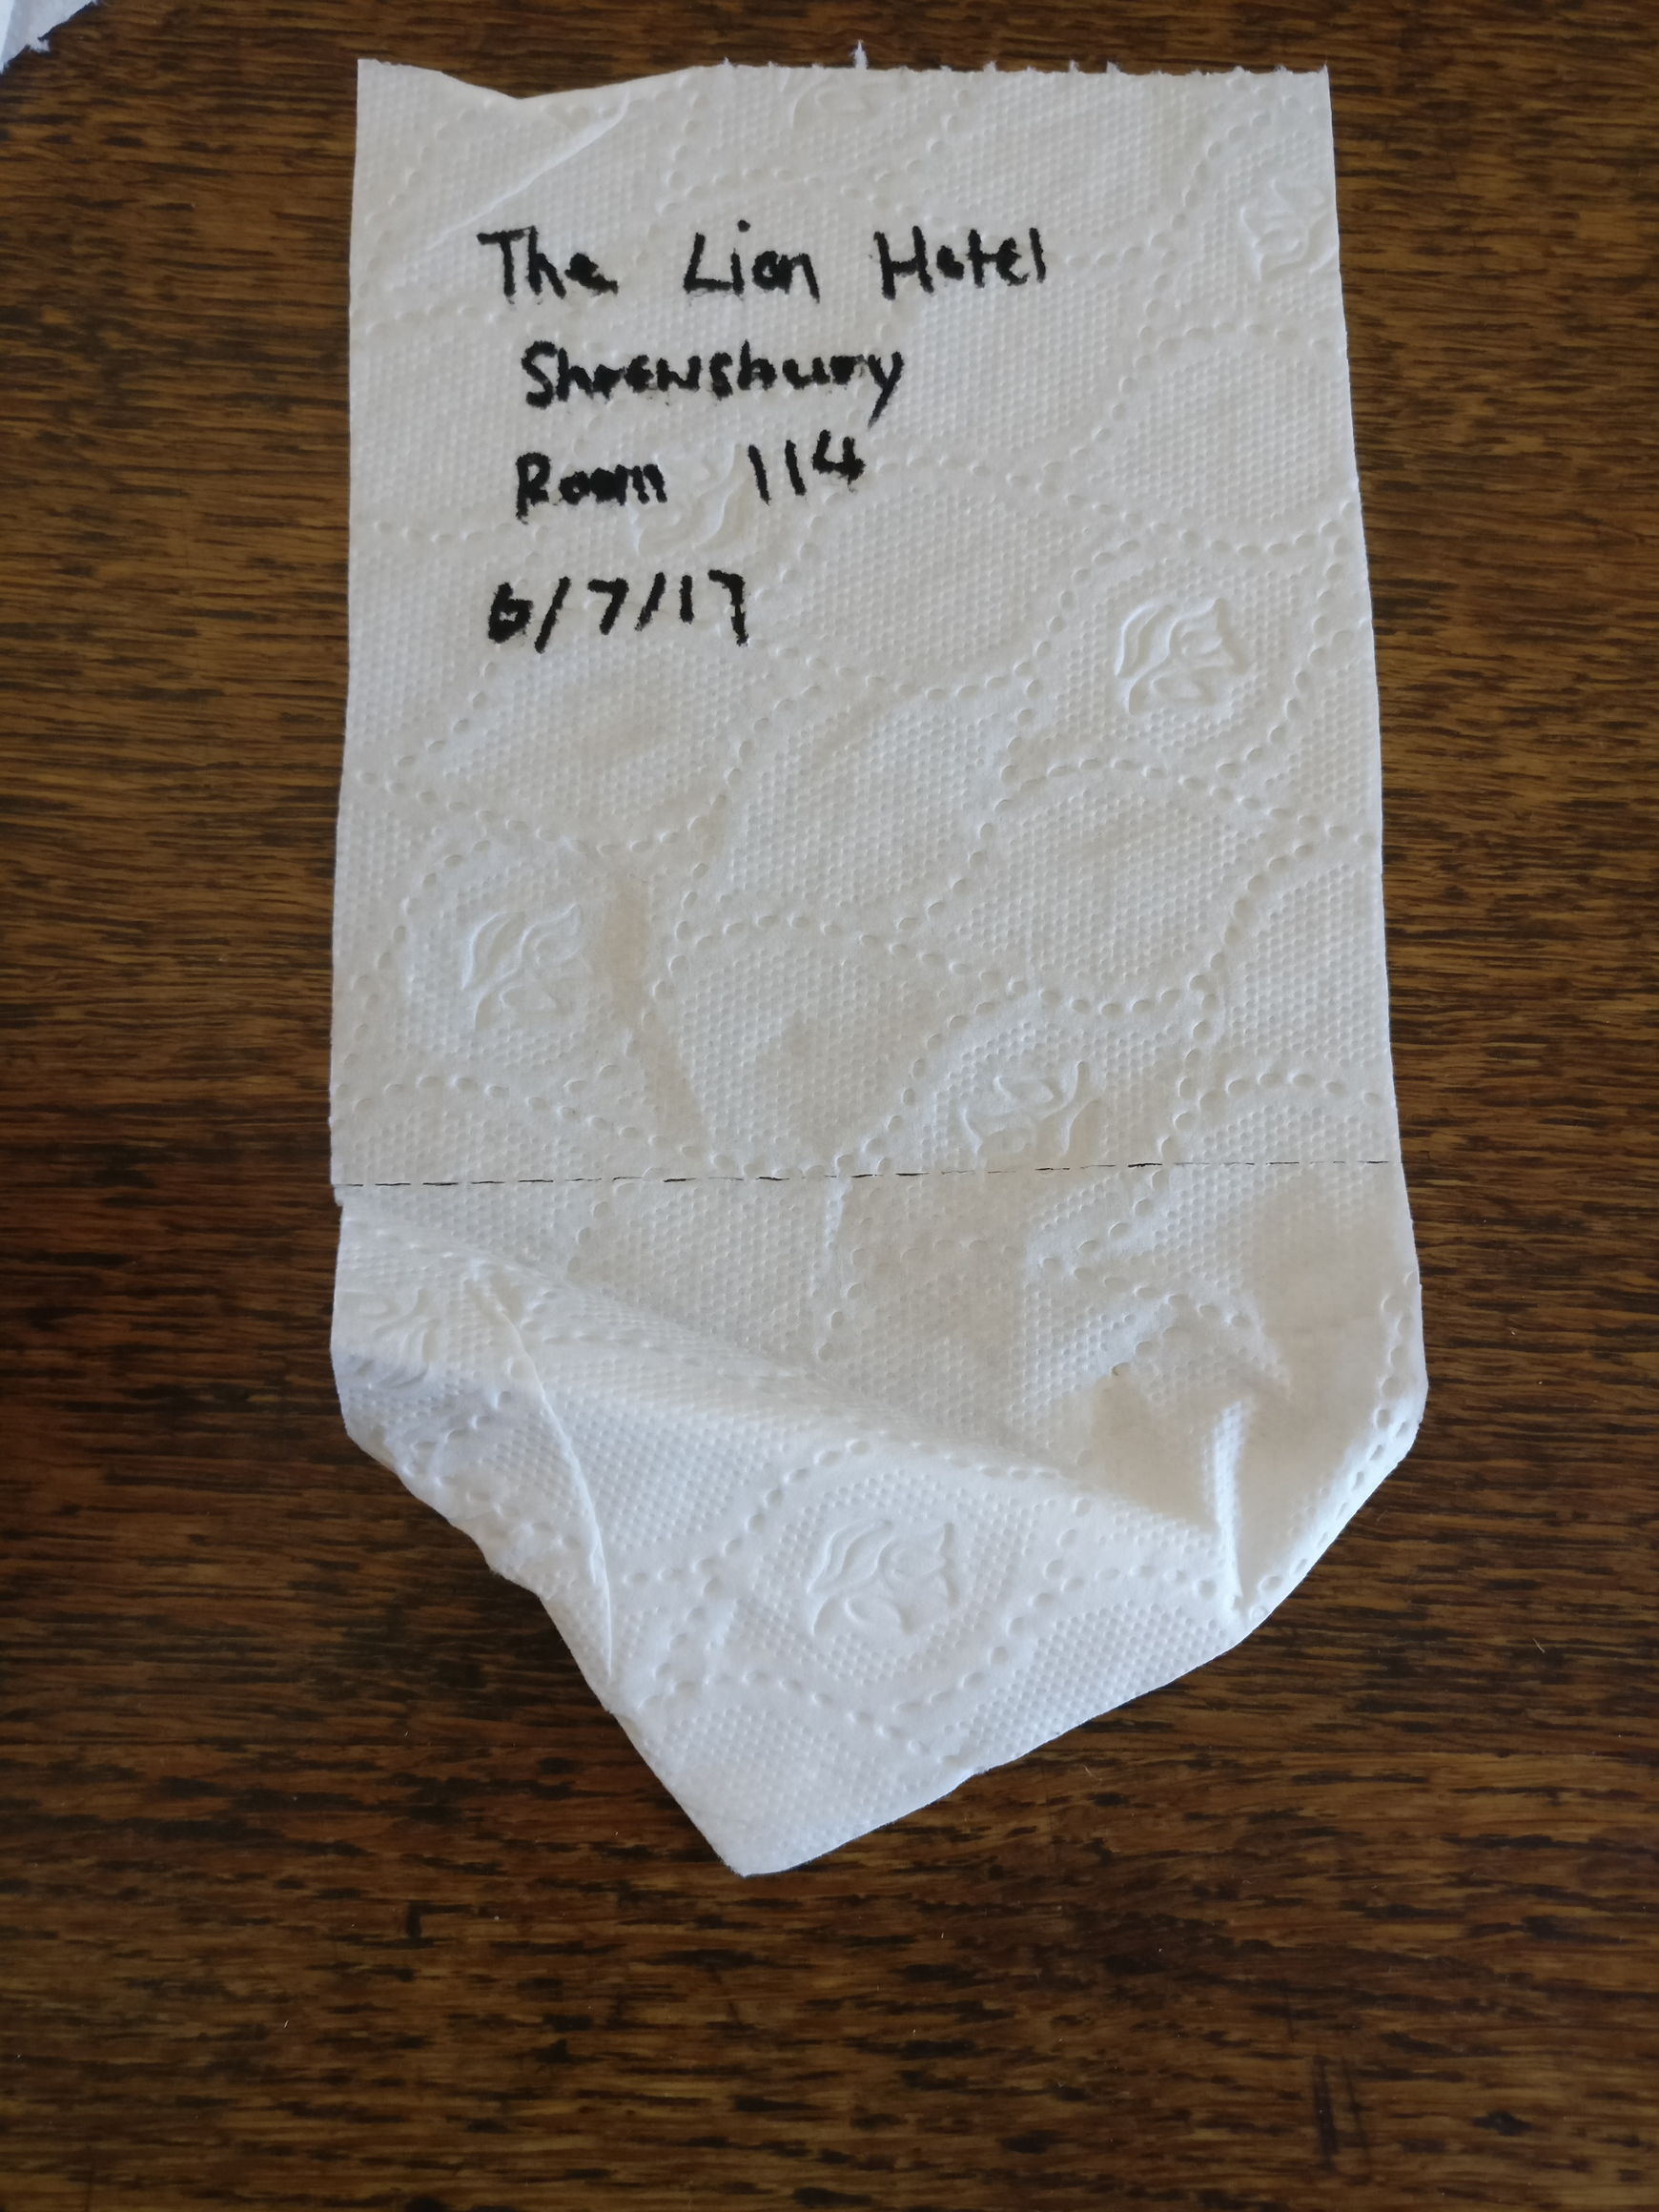 The Lion Hotel
Shrewsbury
Room 114
6/7/17